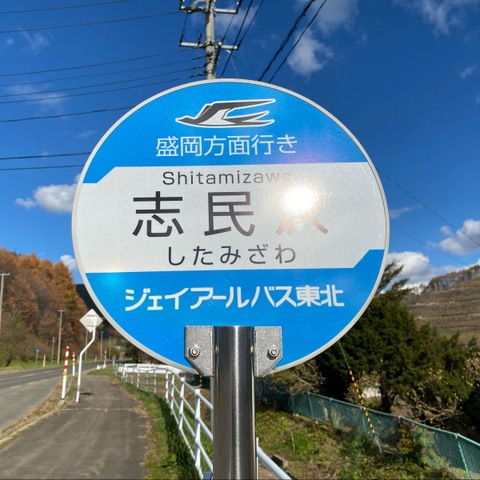 盛岡方面行き
Shitamizawa
志民沢
したみざわ
ジェイアールバス東北